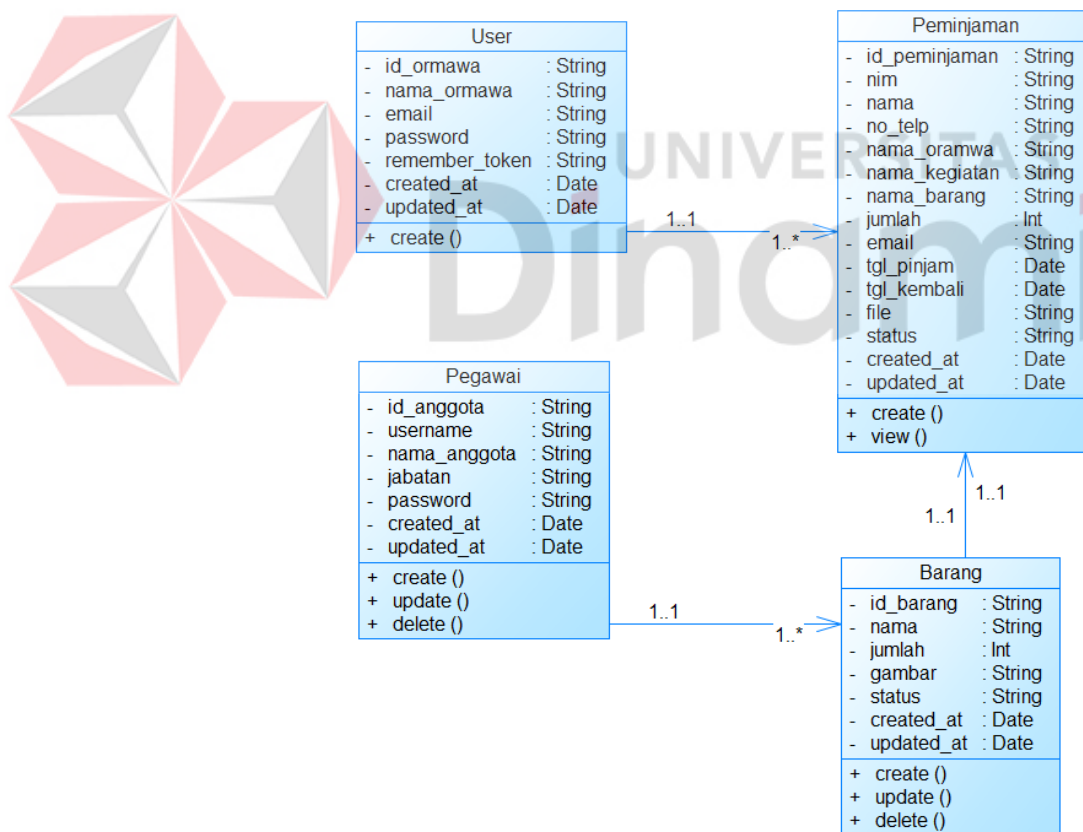 User
- id_ormawa : String
- nama_ormawa : String
- email : String
- password : String
- remember_token : String
- created_at : Date
- updated_at : Date
+ create ()
Peminjaman
- id_peminjaman : String
- nim : String
- nama : String
- no_telp : String
- nama_oramwa : String
- nama_kegiatan : String
- nama_barang : String
- jumlah : Int
- email : String
- tgl_pinjam : Date
- tgl_kembali : Date
- file : String
- status : String
- created_at : Date
- updated_at : Date
+ create ()
+ view ()
1..1
1..*
UNIVERSITAS
Dinami
Pegawai
- id_anggota : String
- username : String
- nama_anggota : String
- jabatan : String
- password : String
- created_at : Date
- updated_at : Date
+ create ()
+ update ()
+ delete ()
1..1
1..*
1..1
1..1
Barang
- id_barang : String
- nama : String
- jumlah : Int
- gambar : String
- status : String
- created_at : Date
- updated_at : Date
+ create ()
+ update ()
+ delete ()